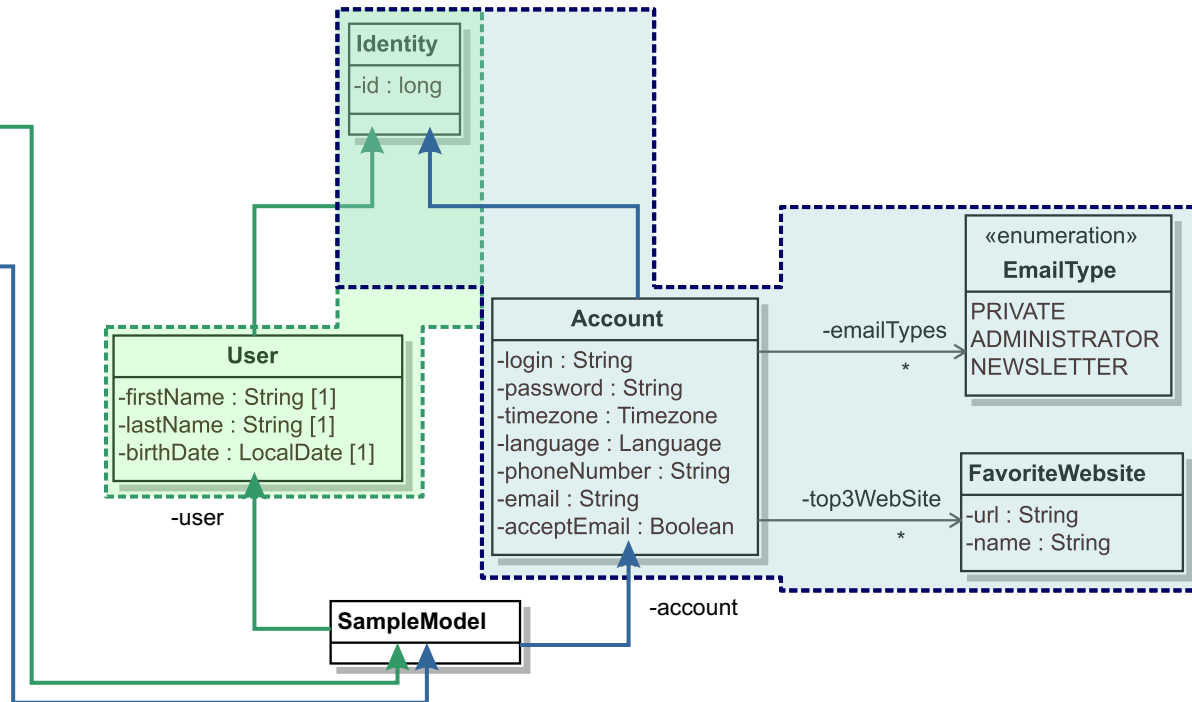 Identity
-id : long
User
-firstName : String [1]
-lastName : String [1]
-birthDate : LocalDate [1]
-user
Account
-login : String
-password : String
-timezone : Timezone
-language : Language
-phoneNumber : String
-email : String
-acceptEmail : Boolean
-emailTypes
*
«enumeration»
EmailType
PRIVATE
ADMINISTRATOR
NEWSLETTER
-top3WebSite
*
FavoriteWebsite
-url : String
-name : String
SampleModel
-account